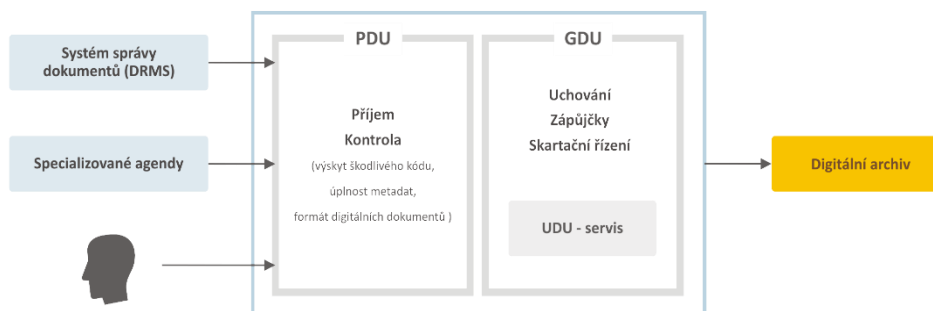 Systém správy
dokumentů (DRMS)
Specializované agendy
PDU
Příjem
Kontrola
(výskyt škodlivého kódu,
úplnost metadat,
formát digitálních dokumentů )
GDU
Uchování
Zápůjčky
Skartační řízení
UDU - servis
Digitální archiv